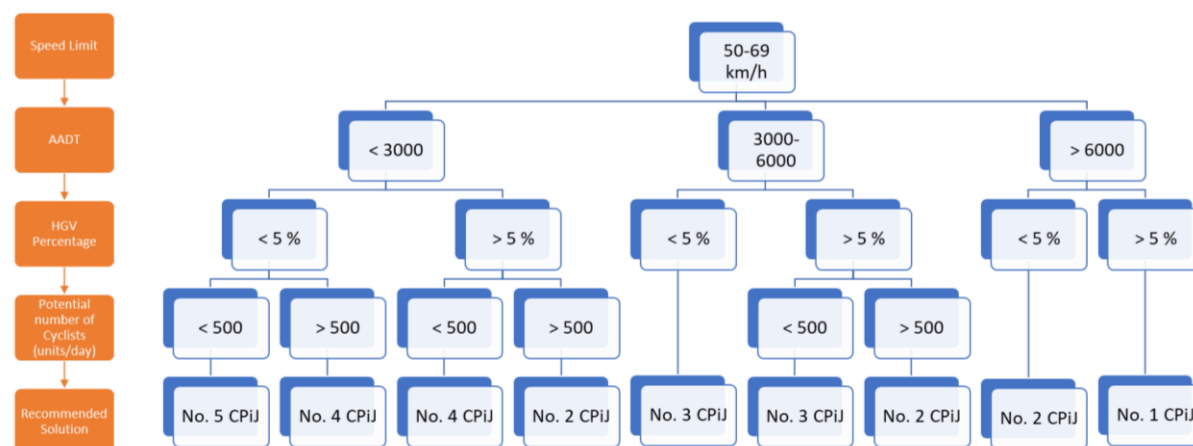 Speed Limit
50-69
km/h
AADT
< 3000
3000-
6000
> 6000
HGV
Percentage
< 5 %
> 5 %
< 5 %
> 5 %
< 5 %
> 5 %
Potential
number of
Cyclists
(units/day)
< 500
> 500
< 500
> 500
< 500
> 500
Recommended
Solution
No. 5 CPiJ
No. 4 CPiJ
No. 4 CPiJ
No. 2 CPiJ
No. 3 CPiJ
No. 3 CPiJ
No. 2 CPiJ
No. 2 CPiJ
No. 1 CPiJ